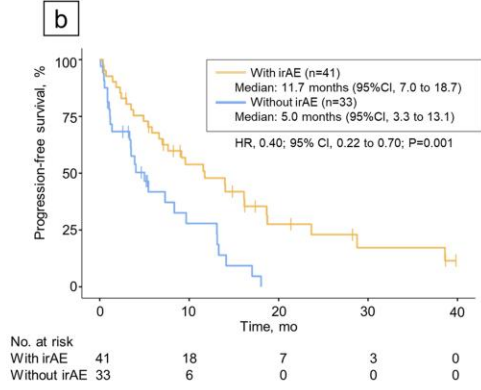 b
Progression-free survival, %
100
75
50
25
0
With irAE (n=41)
Median: 11.7 months (95%CI, 7.0 to 18.7)
Without irAE (n=33)
Median: 5.0 months (95%CI, 3.3 to 13.1)
HR, 0.40; 95% CI, 0.22 to 0.70; P=0.001
0 10 20 30 40
Time, mo
No. at risk
With irAE 41 18 7 3 0
Without irAE 33 6 0 0 0